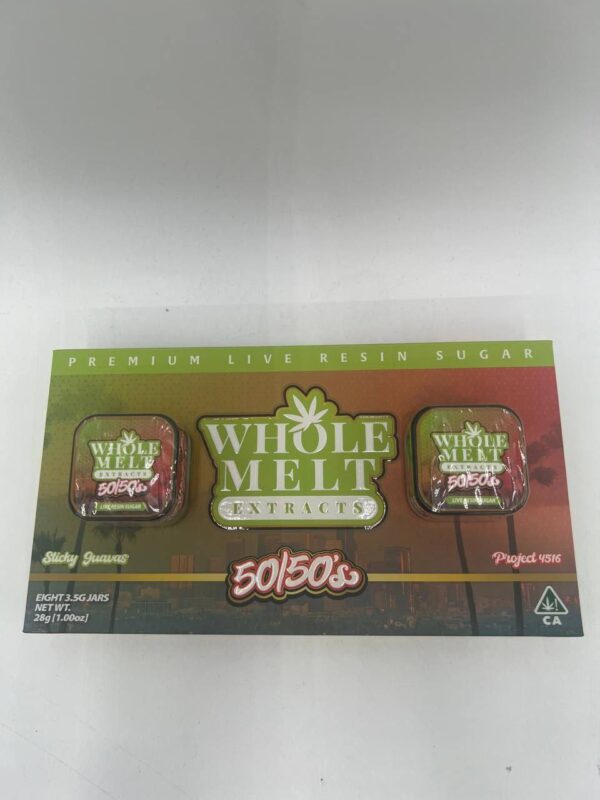 PREMIUM LIVE RESIN SUGAR
WHOLE
MELT
EXTRACTS
50/50's
LIVE RESIN SUGAR
WHOLE
MELT
EXTRACTS
WHOLE
MELT
EXTRACTS
50/50's
LIVE RESIN SUGAR
Sticky Guavas
Project 4516
50/50's
EIGHT 3.5G JARS
NET WT.
28g [1.00oz]
CA